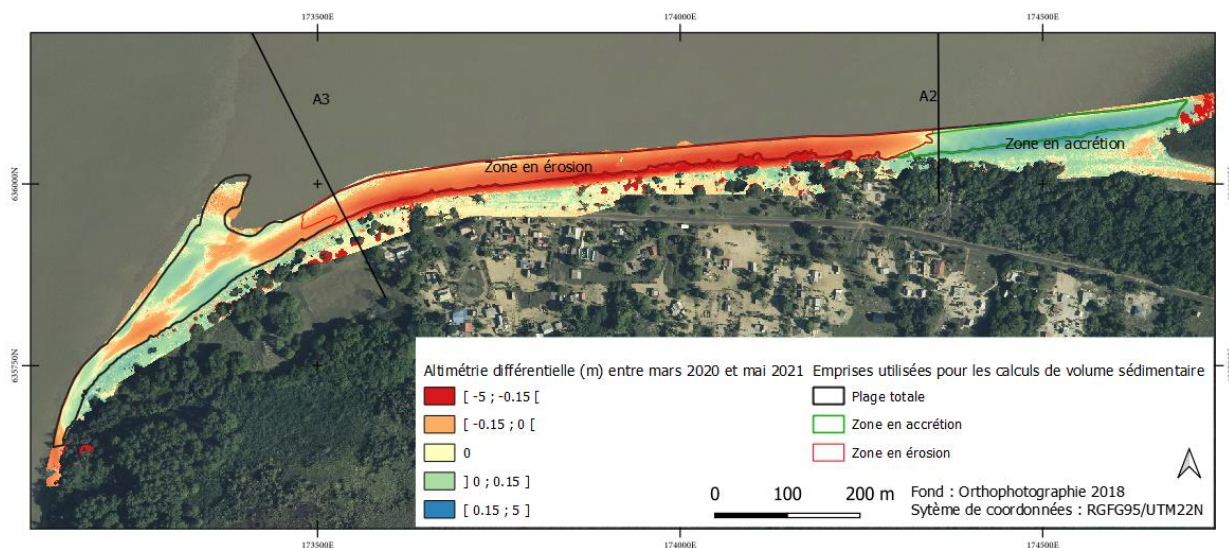 173500E
174000E
174500E
A3
A2
Zone en érosion
Zone en accrétion
636000N
635750N
Altimétrie différentielle (m) entre mars 2020 et mai 2021
[ -5 ; -0.15 [
[ -0.15 ; 0 [
0
] 0 ; 0.15 ]
[ 0.15 ; 5 ]
Emprises utilisées pour les calculs de volume sédimentaire
Plage totale
Zone en accrétion
Zone en érosion
0 100 200 m
Fond : Orthophotographie 2018
Sytème de coordonnées : RGFG95/UTM22N
173500E
174000E
174500E